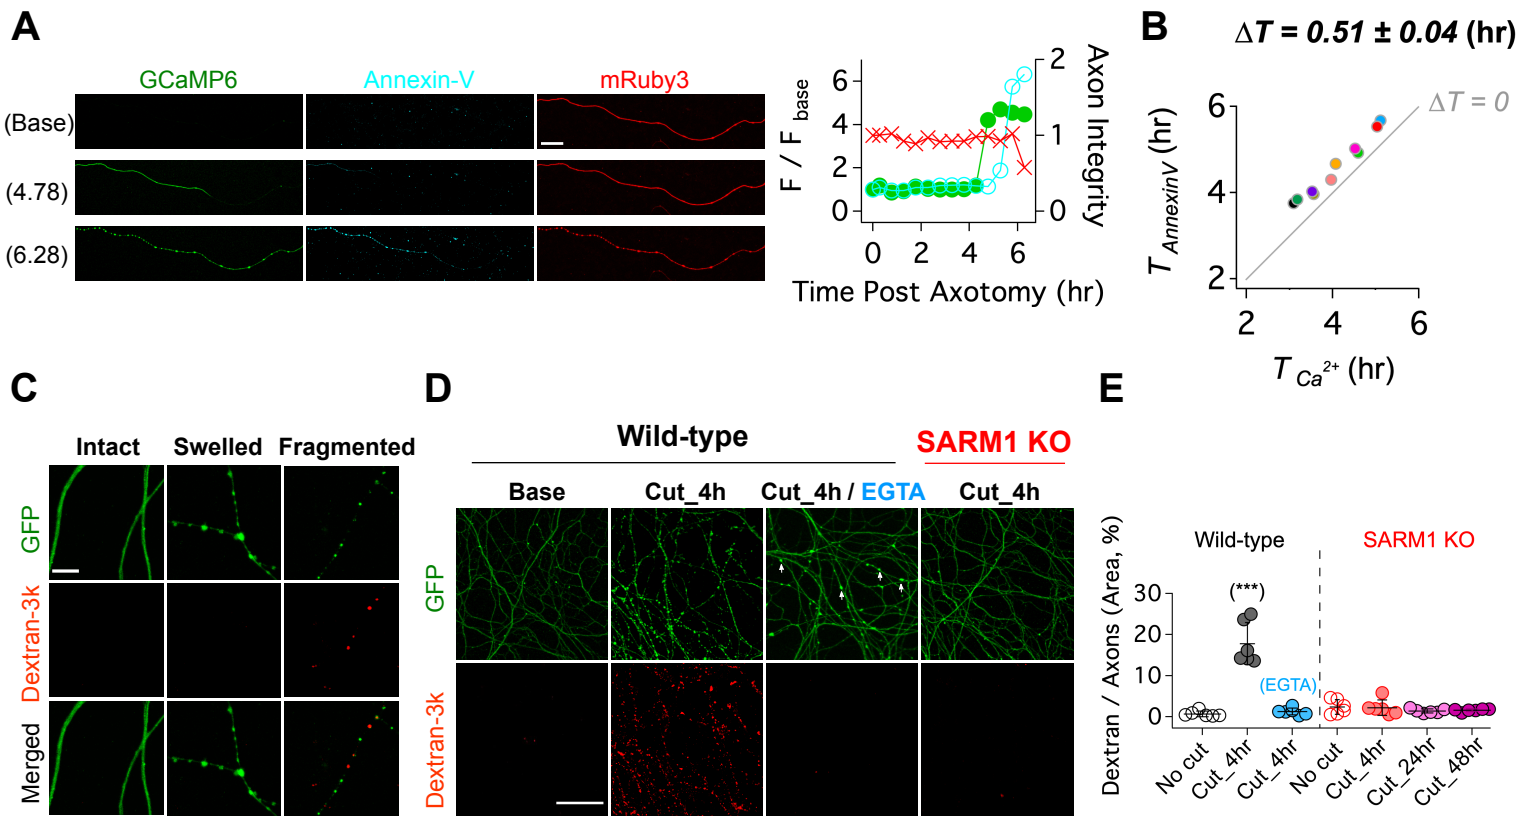 A
GCaMP6 Annexin-V mRuby3
(Base)
(4.78)
(6.28)
F / F base
6
4
2
0
2
1
0
Axon Integrity
0 2 4 6
Time Post Axotomy (hr)
B
ΔT = 0.51 ± 0.04 (hr)
ΔT = 0
T AnnexinV (hr)
6
4
2
2 4 6
T Ca2+ (hr)
C
Intact Swelled Fragmented
GFP
Dextran-3k
Merged
D
Wild-type SARM1 KO
Base Cut_4h Cut_4h / EGTA Cut_4h
GFP
Dextran-3k
E
Wild-type SARM1 KO
Dextran / Axons (Area, %)
30
20
10
0
(***)
(EGTA)
No cut Cut_4hr Cut_4hr No cut Cut_4hr Cut_24hr Cut_48hr